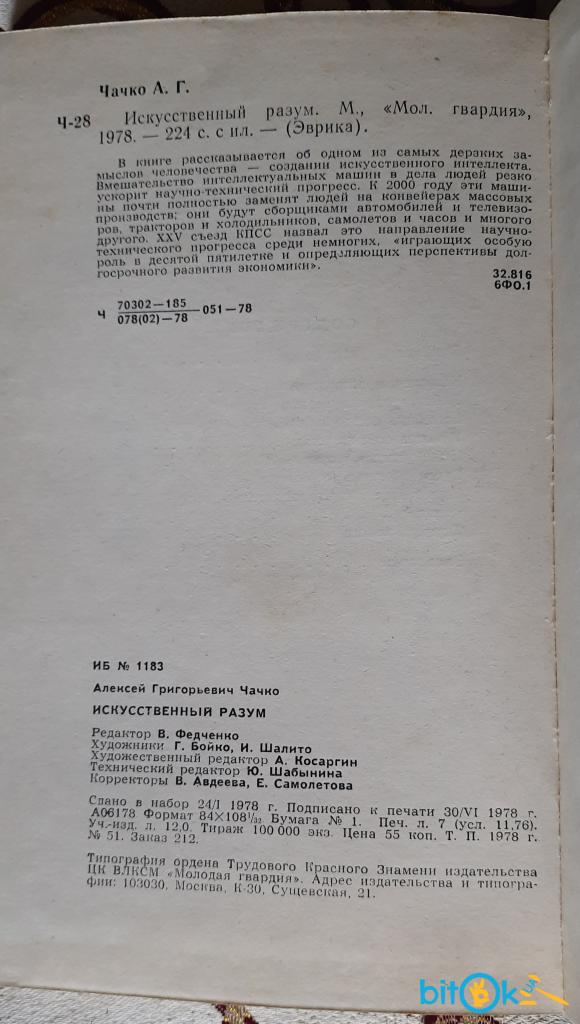 Чачко А. Г.
Ч-28 Искусственный разум. М., «Мол. гвардия»,
1978. — 224 с. с ил. — (Эврика).
В книге рассказывается об одном из самых дерзких за-
мыслов человечества — создании искусственного интеллекта.
Вмешательство интеллектуальных машин в дела людей резко
ускорит научно-технический прогресс. К 2000 году эти маши-
ны почти полностью заменят людей на конвейерах массовых
производств; они будут сборщиками автомобилей и телевизо-
ров, тракторов и холодильников, самолетов и часов и многого
другого. XXV съезд КПСС назвал это направление научно-
технического прогресса среди немногих, «играющих особую
роль в десятой пятилетке и определяющих перспективы дол-
госрочного развития экономики».
32.816
6ФО.1
Ч 70302—185
078(02)—78 —051—78
ИБ № 1183
Алексей Григорьевич Чачко
ИСКУССТВЕННЫЙ РАЗУМ
Редактор В. Федченко
Художники Г. Бойко, И. Шалито
Художественный редактор А. Косаргин
Технический редактор Ю. Шабынина
Корректоры В. Авдеева, Е. Самолетова
Сдано в набор 24/I 1978 г. Подписано к печати 30/VI 1978 г.
А06178 Формат 84×108¹/₃₂ Бумага № 1. Печ. л. 7 (усл. 11,76).
Уч.-изд. л. 12,0. Тираж 100 000 экз. Цена 55 коп. Т. П. 1978 г.
№ 51. Заказ 212.
Типография ордена Трудового Красного Знамени издательства
ЦК ВЛКСМ «Молодая гвардия». Адрес издательства и типогра-
фии: 103030, Москва, К-30, Сущевская, 21.
bitOk UA